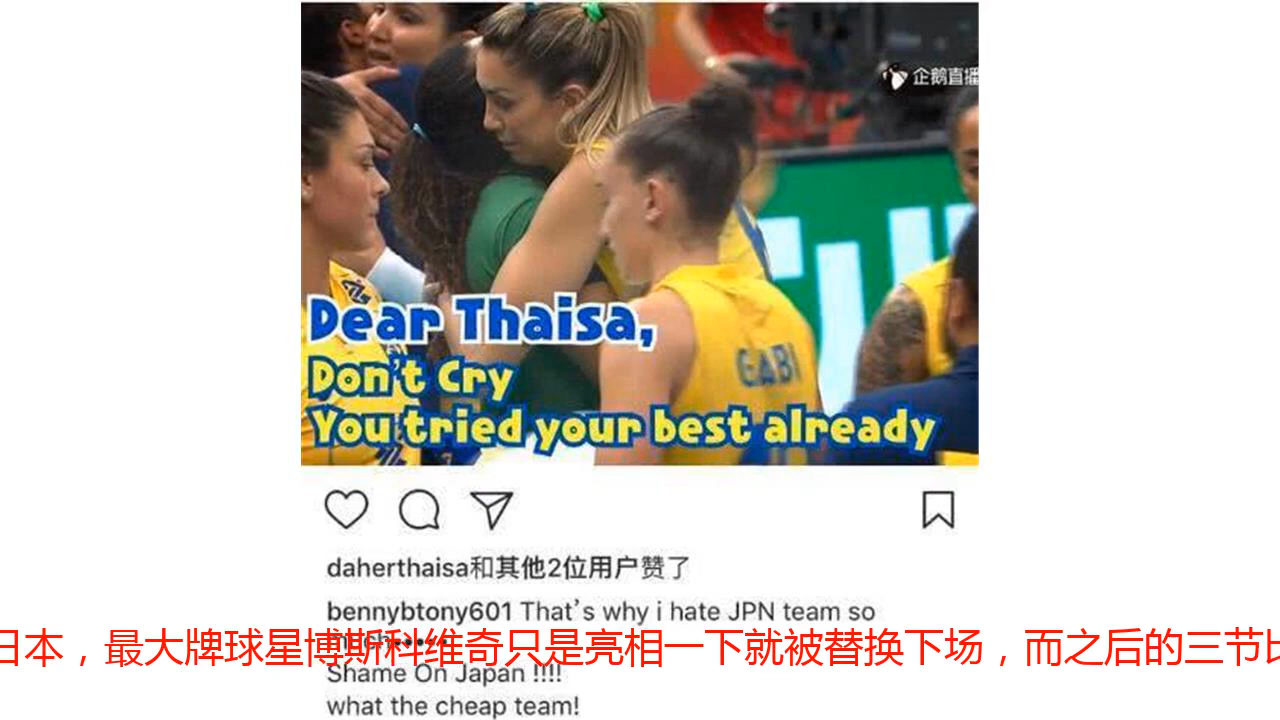 企鹅直播
Dear Thaisa,
GABI
Don't Cry
You tried your best already
daherthaisa和其他2位用户赞了
bennybtony601 That's why i hate JPN team so
much
日本，最大牌球星博斯科维奇只是亮相一下就被替换下场，而之后的三节比
Shame On Japan !!!!
what the cheap team!